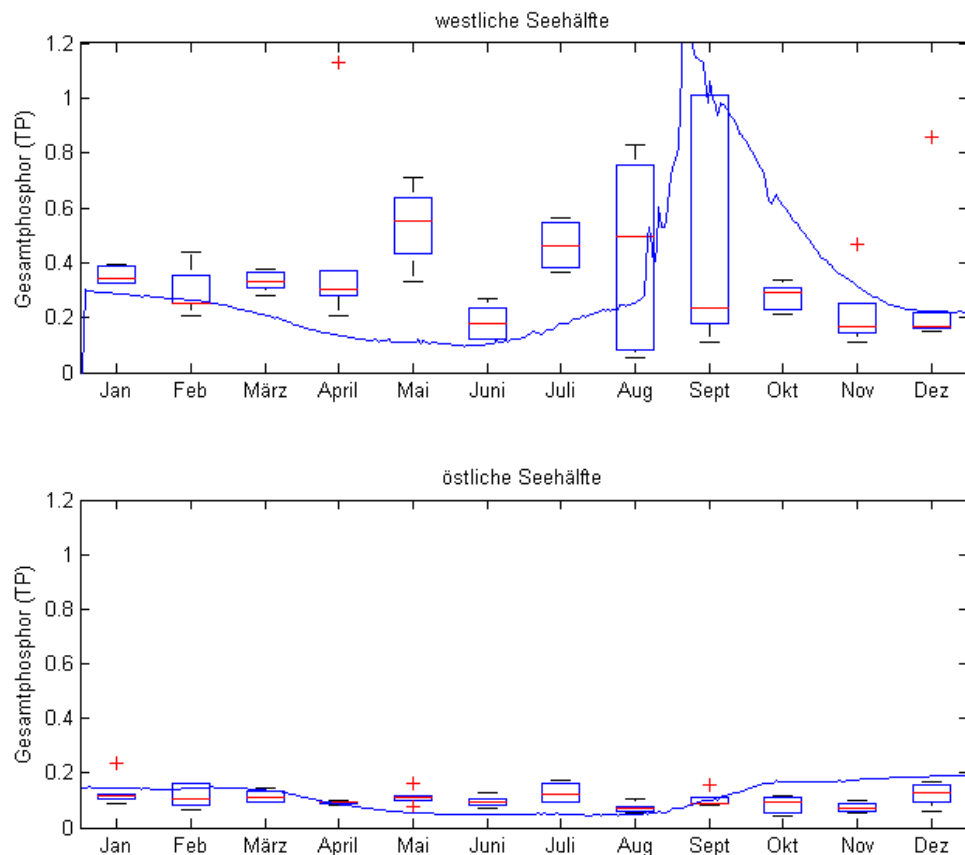 westliche Seehälfte
Gesamtphosphor (TP)
1.2
1
0.8
0.6
0.4
0.2
0
Jan Feb März April Mai Juni Juli Aug Sept Okt Nov Dez
östliche Seehälfte
Gesamtphosphor (TP)
1.2
1
0.8
0.6
0.4
0.2
0
Jan Feb März April Mai Juni Juli Aug Sept Okt Nov Dez